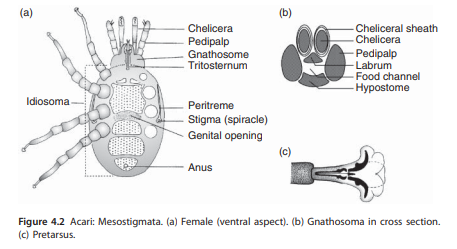 (a)
Chelicera
Pedipalp
Gnathosome
Tritosternum
Idiosoma
Peritreme
Stigma (spiracle)
Genital opening
Anus
(b)
Cheliceral sheath
Chelicera
Pedipalp
Labrum
Food channel
Hypostome
(c)
Figure 4.2 Acari: Mesostigmata. (a) Female (ventral aspect). (b) Gnathosoma in cross section.
(c) Pretarsus.